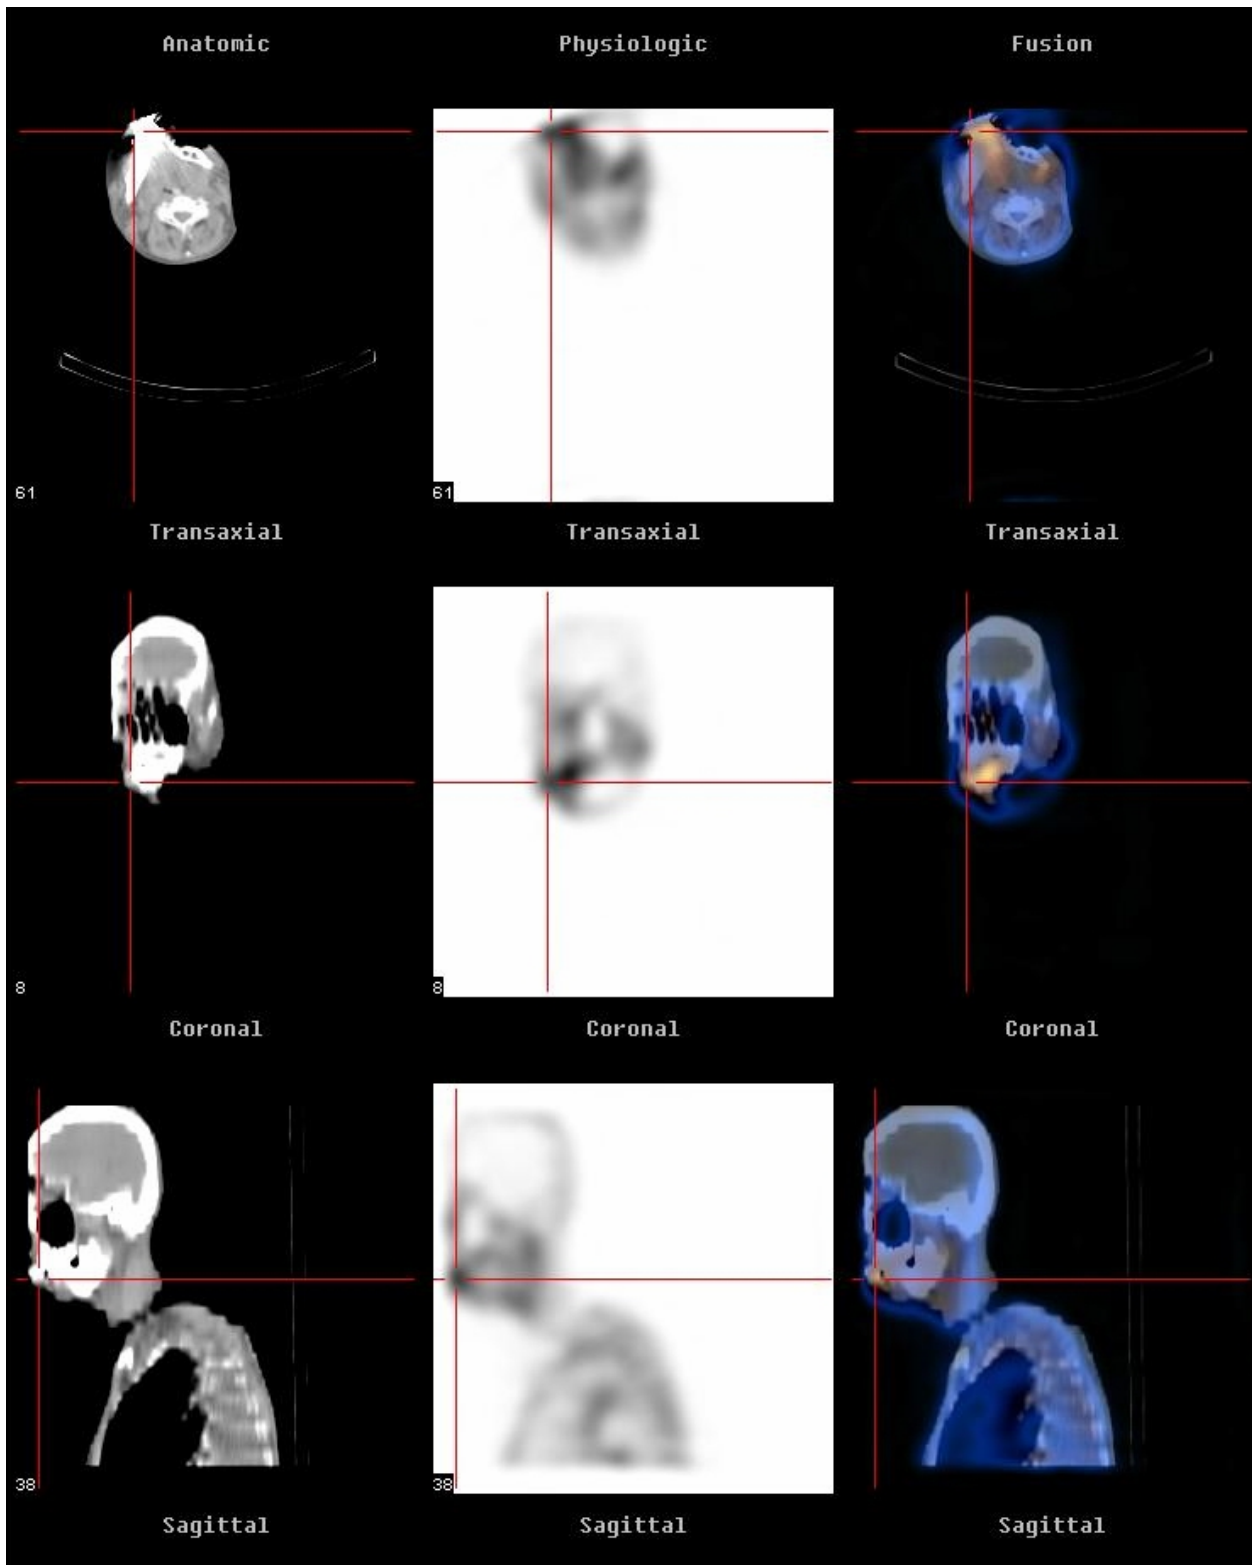 Anatomic Physiologic Fusion
61 61
Transaxial Transaxial Transaxial
8 8
Coronal Coronal Coronal
38 38
Sagittal Sagittal Sagittal